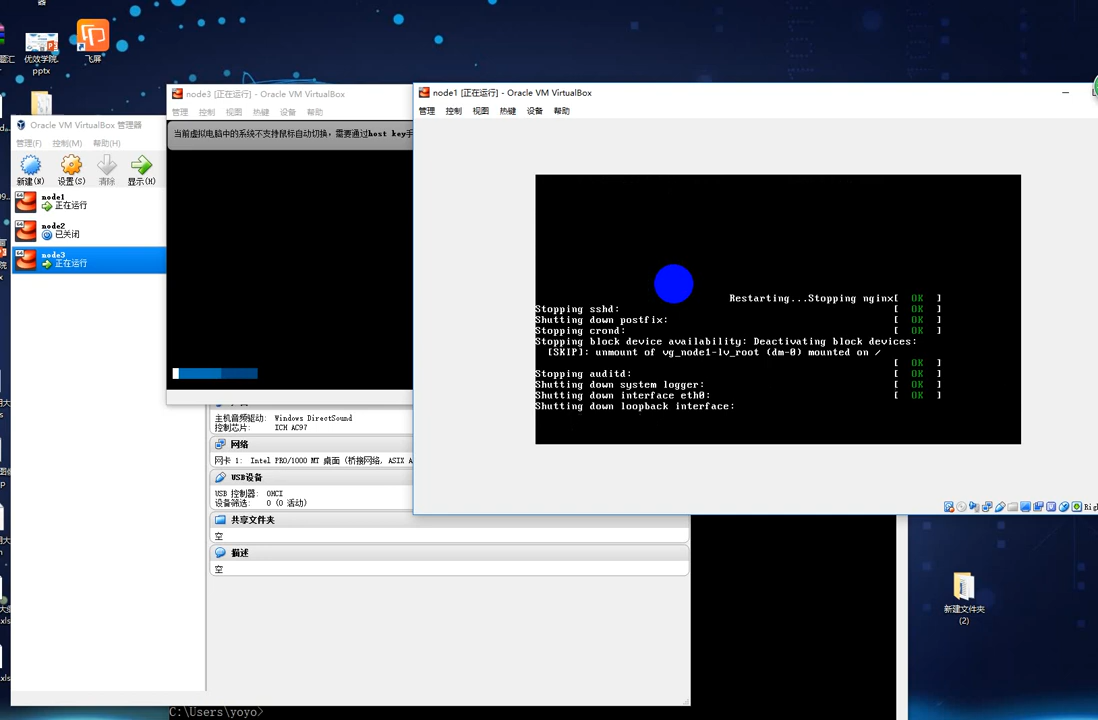 器
优效学院.
pptx
飞屏
node3 [正在运行] - Oracle VM VirtualBox
管理 控制 视图 热键 设备 帮助
当前虚拟电脑中的系统不支持鼠标自动切换，需要通过host key手
Oracle VM VirtualBox 管理器
管理(F) 控制(M) 帮助(H)
新建(N) 设置(S) 清除 显示(H)
node1
正在运行
node2
已关闭
node3
正在运行
主机音频驱动: Windows DirectSound
控制芯片: ICH AC97
网络
网卡 1: Intel PRO/1000 MT 桌面 (桥接网络, ASIX A
USB设备
USB 控制器: OHCI
设备筛选: 0 (0 活动)
共享文件夹
空
描述
空
node1 [正在运行] - Oracle VM VirtualBox
管理 控制 视图 热键 设备 帮助
Restarting...Stopping nginx[ OK ]
Stopping sshd: [ OK ]
Shutting down postfix: [ OK ]
Stopping crond: [ OK ]
Stopping block device availability: Deactivating block devices:
[SKIP]: unmount of vg_node1-lv_root (dm-0) mounted on /
[ OK ]
Stopping auditd: [ OK ]
Shutting down system logger: [ OK ]
Shutting down interface eth0: [ OK ]
Shutting down loopback interface:
Rig
新建文件夹
(2)
C:\Users\yoyo>